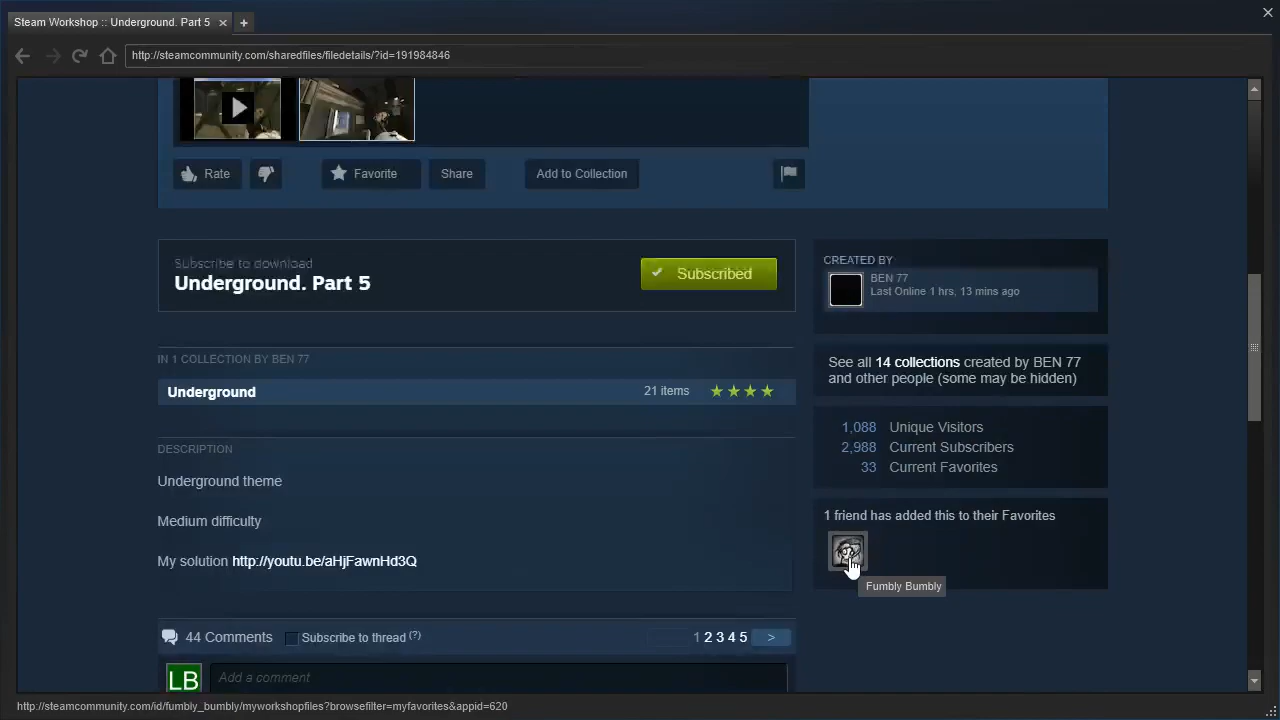 Steam Workshop :: Underground. Part 5
http://steamcommunity.com/sharedfiles/filedetails/?id=191984846
Rate
Favorite
Share
Add to Collection
Subscribe to download
Underground. Part 5
Subscribed
IN 1 COLLECTION BY BEN 77
Underground
21 items
DESCRIPTION
Underground theme
Medium difficulty
My solution http://youtu.be/aHjFawnHd3Q
44 Comments
Subscribe to thread (?)
1 2 3 4 5 >
LB
Add a comment
CREATED BY
BEN 77
Last Online 1 hrs, 13 mins ago
See all 14 collections created by BEN 77
and other people (some may be hidden)
1,088 Unique Visitors
2,988 Current Subscribers
33 Current Favorites
1 friend has added this to their Favorites
Fumbly Bumbly
http://steamcommunity.com/id/fumbly_bumbly/myworkshopfiles?browsefilter=myfavorites&appid=620